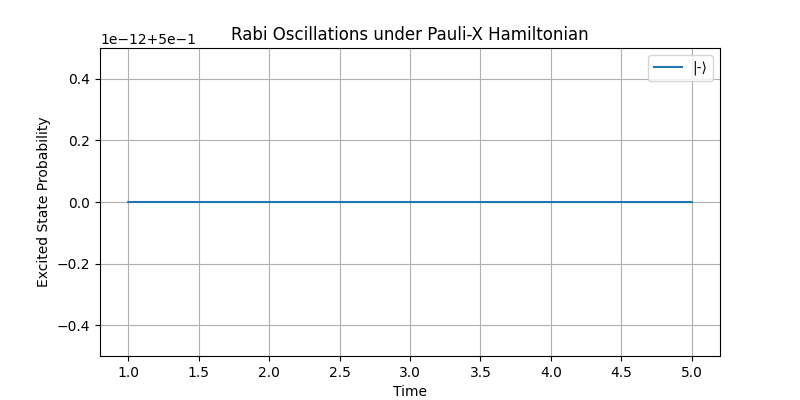 Rabi Oscillations under Pauli-X Hamiltonian
1e−12+5e−1
|-⟩
Excited State Probability
0.4
0.2
0.0
−0.2
−0.4
1.0 1.5 2.0 2.5 3.0 3.5 4.0 4.5 5.0
Time